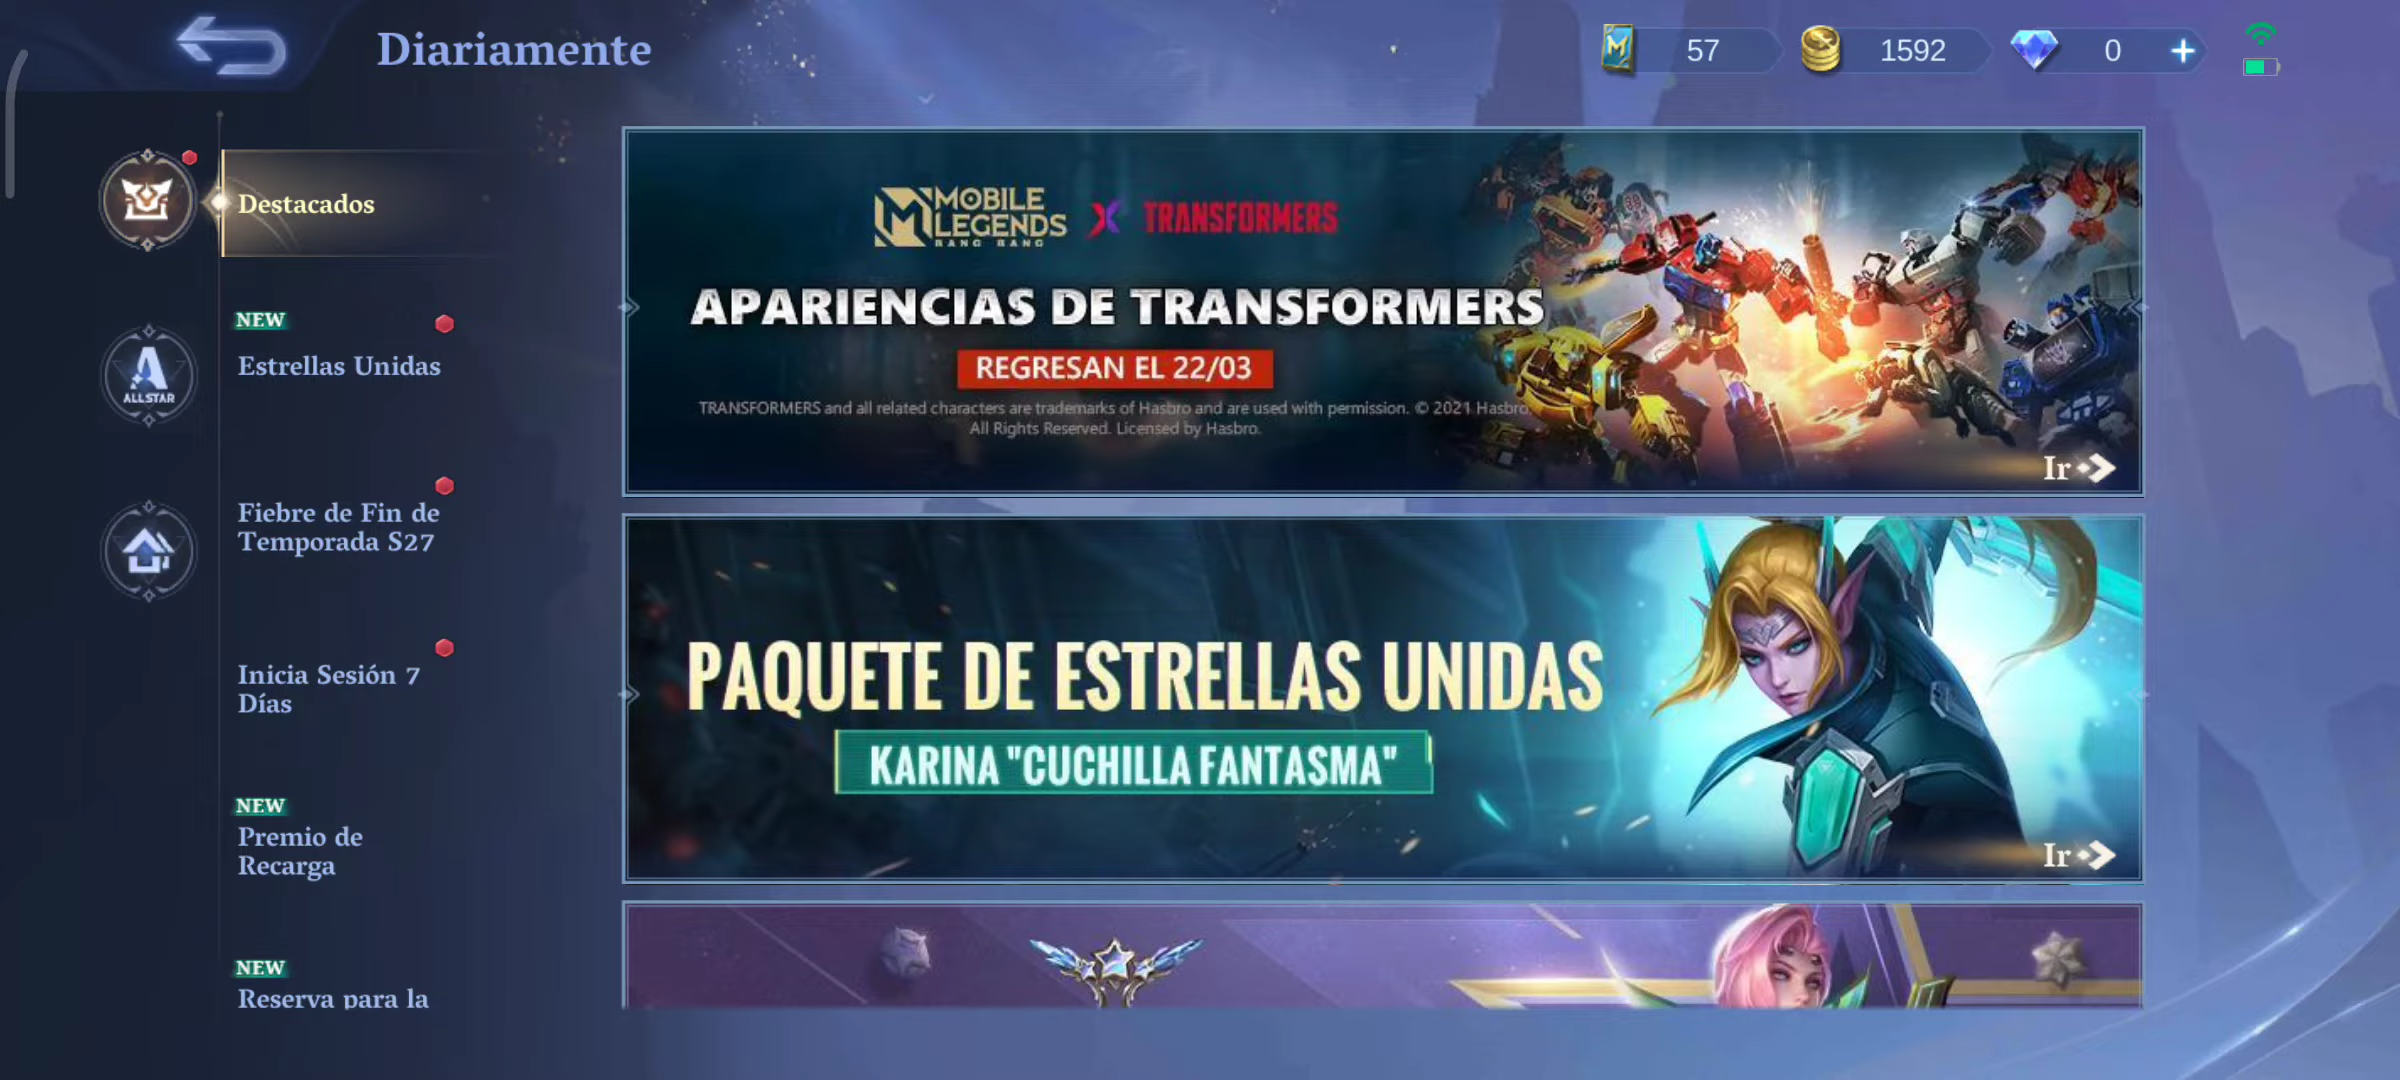 Diariamente
57
1592
0
Destacados
NEW
Estrellas Unidas
ALLSTAR
Fiebre de Fin de
Temporada S27
Inicia Sesión 7
Días
NEW
Premio de
Recarga
NEW
Reserva para la
MOBILE
LEGENDS
BANG BANG
X
TRANSFORMERS
APARIENCIAS DE TRANSFORMERS
REGRESAN EL 22/03
TRANSFORMERS and all related characters are trademarks of Hasbro and are used with permission. © 2021 Hasbro.
All Rights Reserved. Licensed by Hasbro.
Ir
PAQUETE DE ESTRELLAS UNIDAS
KARINA "CUCHILLA FANTASMA"
Ir